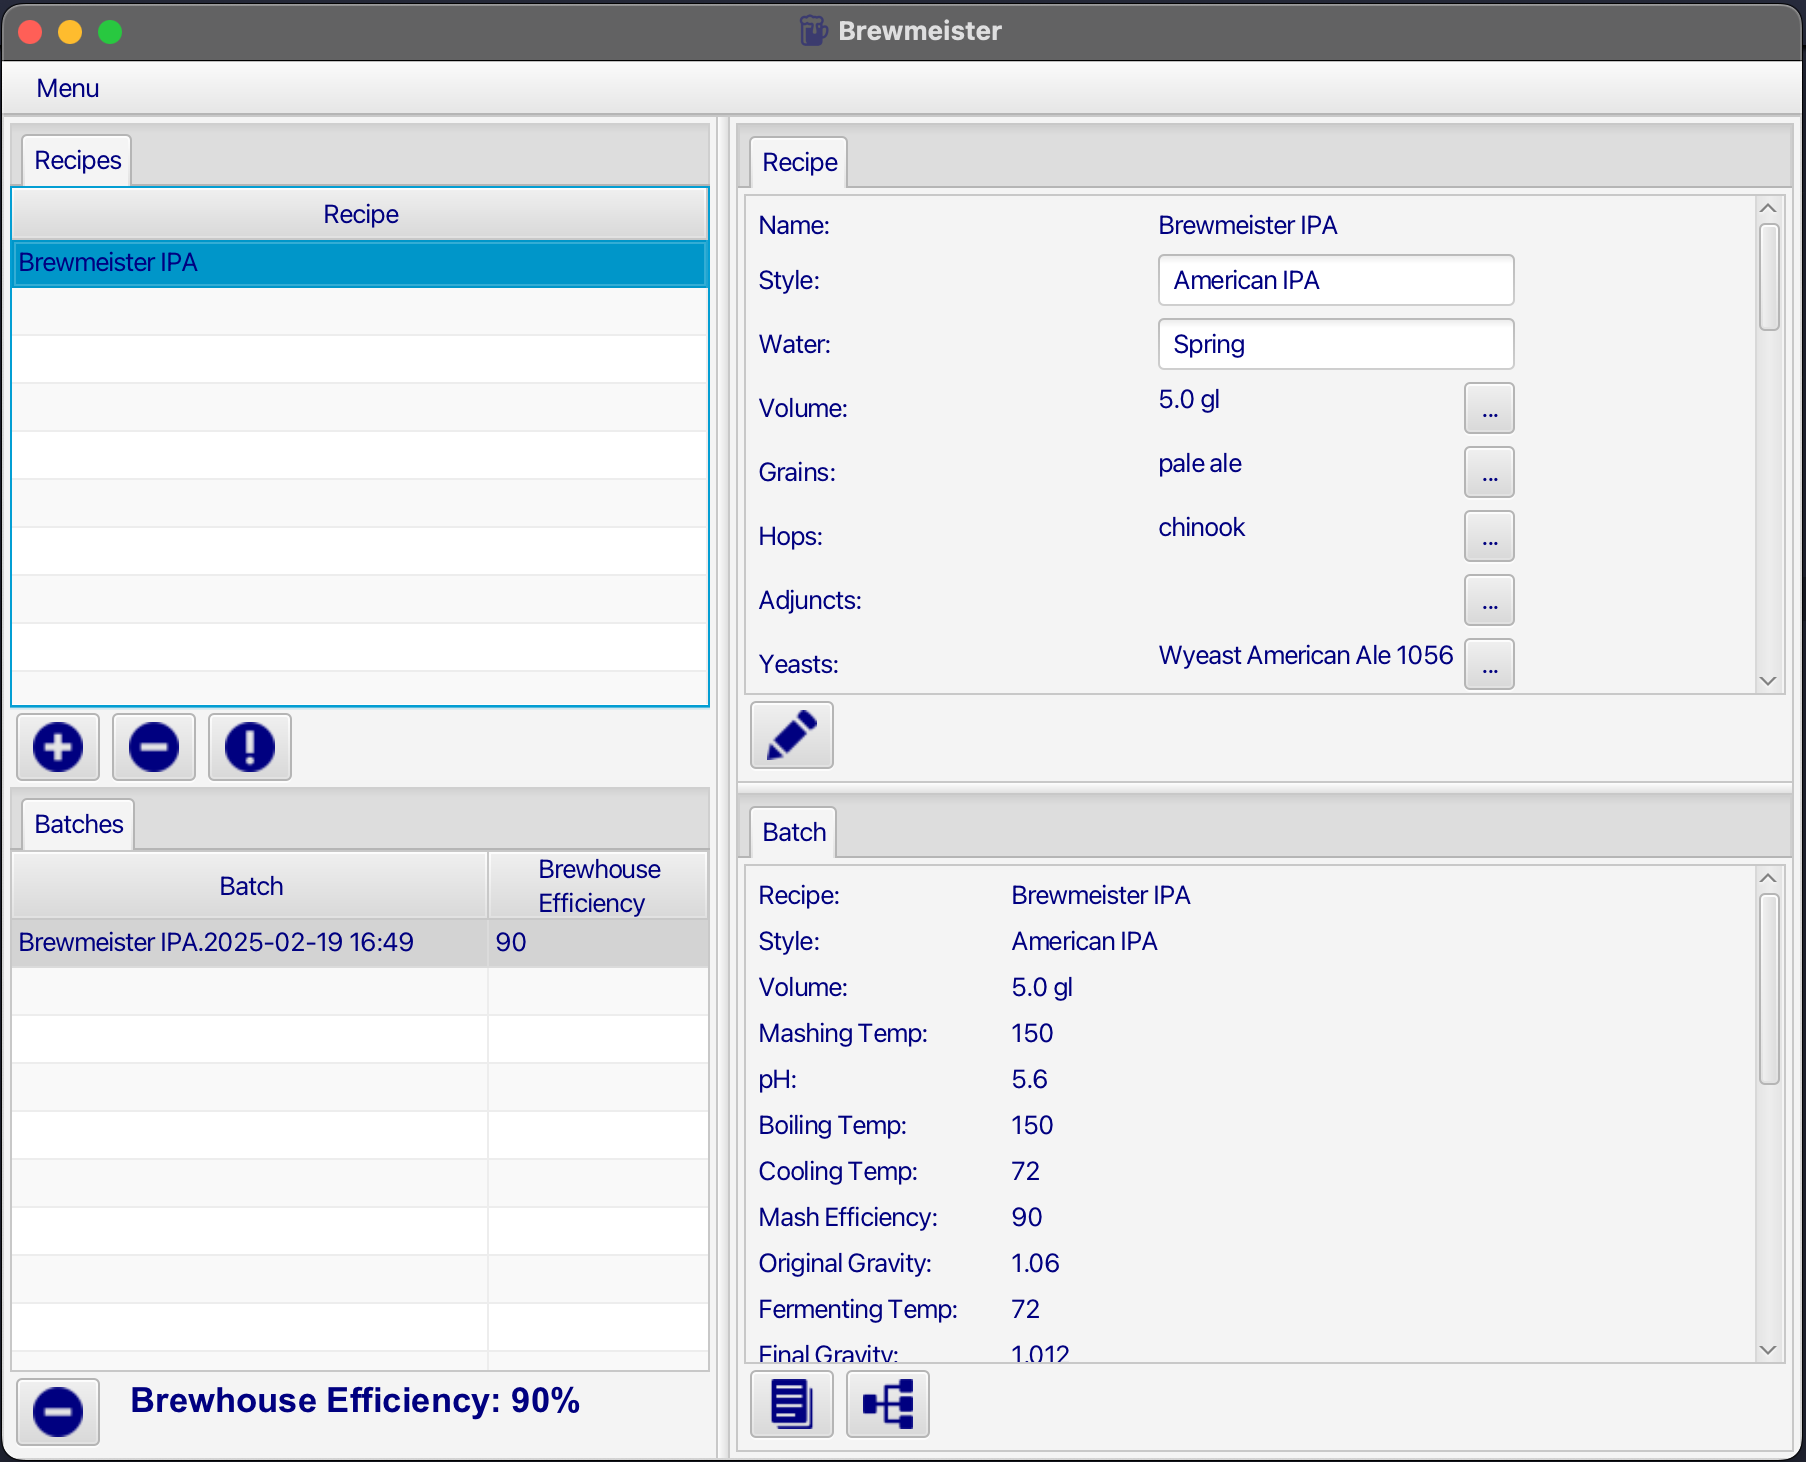 Brewmeister
Menu
Recipes
Recipe
Brewmeister IPA
Batches
Batch
Brewhouse
Efficiency
Brewmeister IPA.2025-02-19 16:49 90
Brewhouse Efficiency: 90%
Recipe
Name: Brewmeister IPA
Style: American IPA
Water: Spring
Volume: 5.0 gl ...
Grains: pale ale ...
Hops: chinook ...
Adjuncts: ...
Yeasts: Wyeast American Ale 1056 ...
Batch
Recipe: Brewmeister IPA
Style: American IPA
Volume: 5.0 gl
Mashing Temp: 150
pH: 5.6
Boiling Temp: 150
Cooling Temp: 72
Mash Efficiency: 90
Original Gravity: 1.06
Fermenting Temp: 72
Final Gravity: 1.012